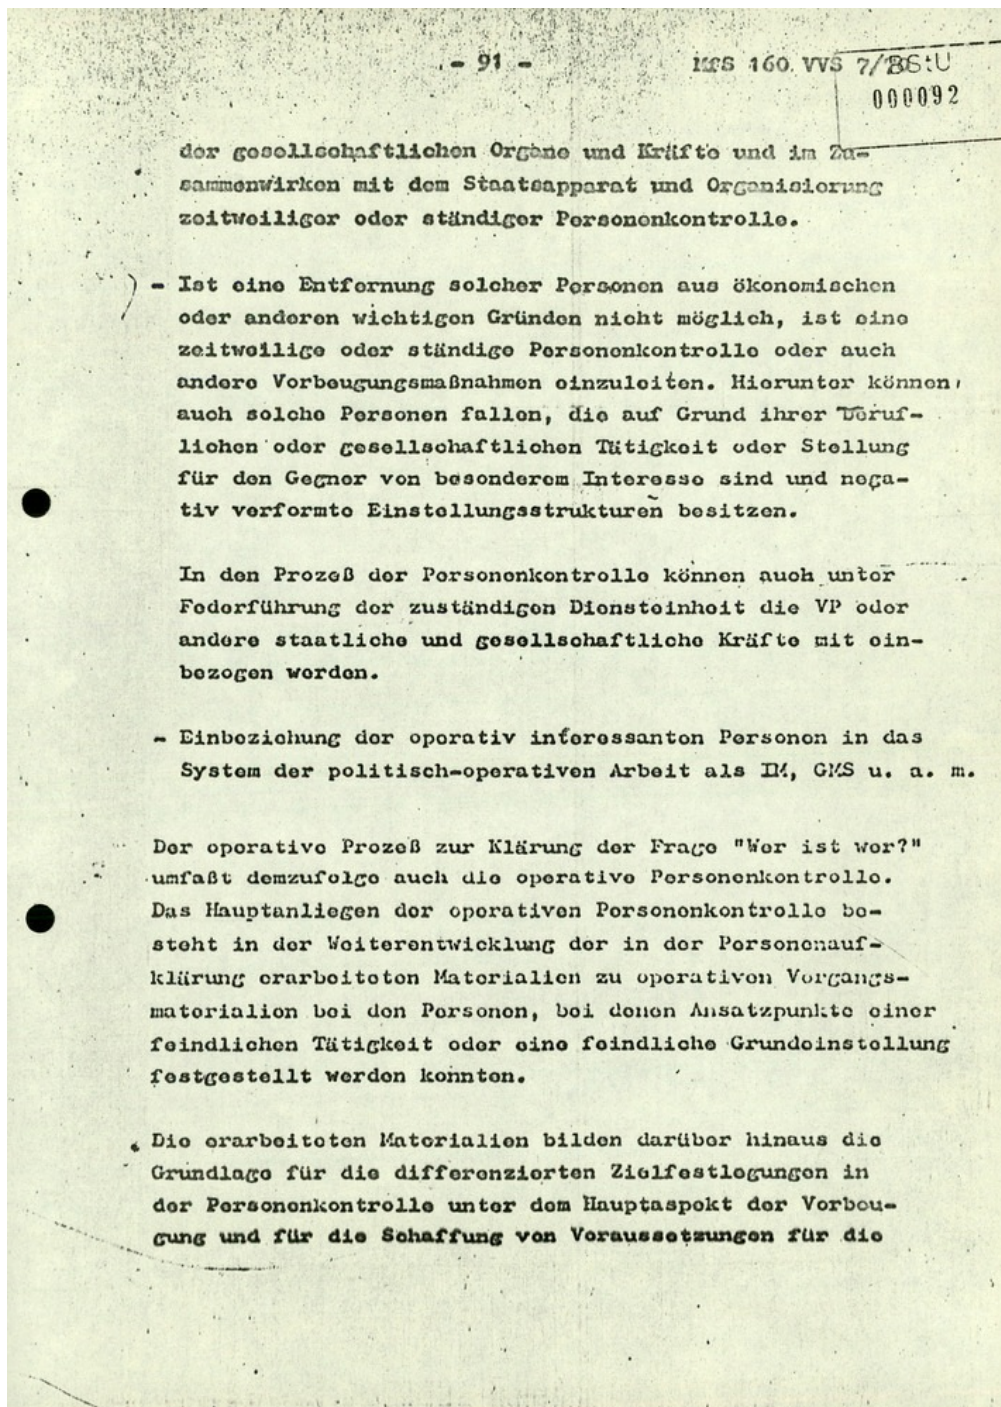 - 91 -
MfS 160. VVS 7/ BStU
000092
der gesellschaftlichen Organe und Kräfte und im Zu-
sammenwirken mit dem Staatsapparat und Organisierung
zeitweiliger oder ständiger Personenkontrolle.
- Ist eine Entfernung solcher Personen aus ökonomischen
oder anderen wichtigen Gründen nicht möglich, ist eine
zeitweilige oder ständige Personenkontrolle oder auch
andere Vorbeugungsmaßnahmen einzuleiten. Hierunter können
auch solche Personen fallen, die auf Grund ihrer beruf-
lichen oder gesellschaftlichen Tätigkeit oder Stellung
für den Gegner von besonderem Interesse sind und nega-
tiv verformte Einstellungsstrukturen besitzen.
In den Prozeß der Personenkontrolle können auch unter
Federführung der zuständigen Diensteinheit die VP oder
andere staatliche und gesellschaftliche Kräfte mit ein-
bezogen werden.
- Einbeziehung der operativ interessanten Personen in das
System der politisch-operativen Arbeit als IM, GMS u. a. m.
Der operative Prozeß zur Klärung der Frage "Wer ist wer?"
umfaßt demzufolge auch die operative Personenkontrolle.
Das Hauptanliegen der operativen Personenkontrolle be-
steht in der Weiterentwicklung der in der Personenauf-
klärung erarbeiteten Materialien zu operativen Vorgangs-
materialien bei den Personen, bei denen Ansatzpunkte einer
feindlichen Tätigkeit oder eine feindliche Grundeinstellung
festgestellt werden konnten.
Die erarbeiteten Materialien bilden darüber hinaus die
Grundlage für die differenzierten Zielfestlegungen in
der Personenkontrolle unter dem Hauptaspekt der Vorbeu-
gung und für die Schaffung von Voraussetzungen für die